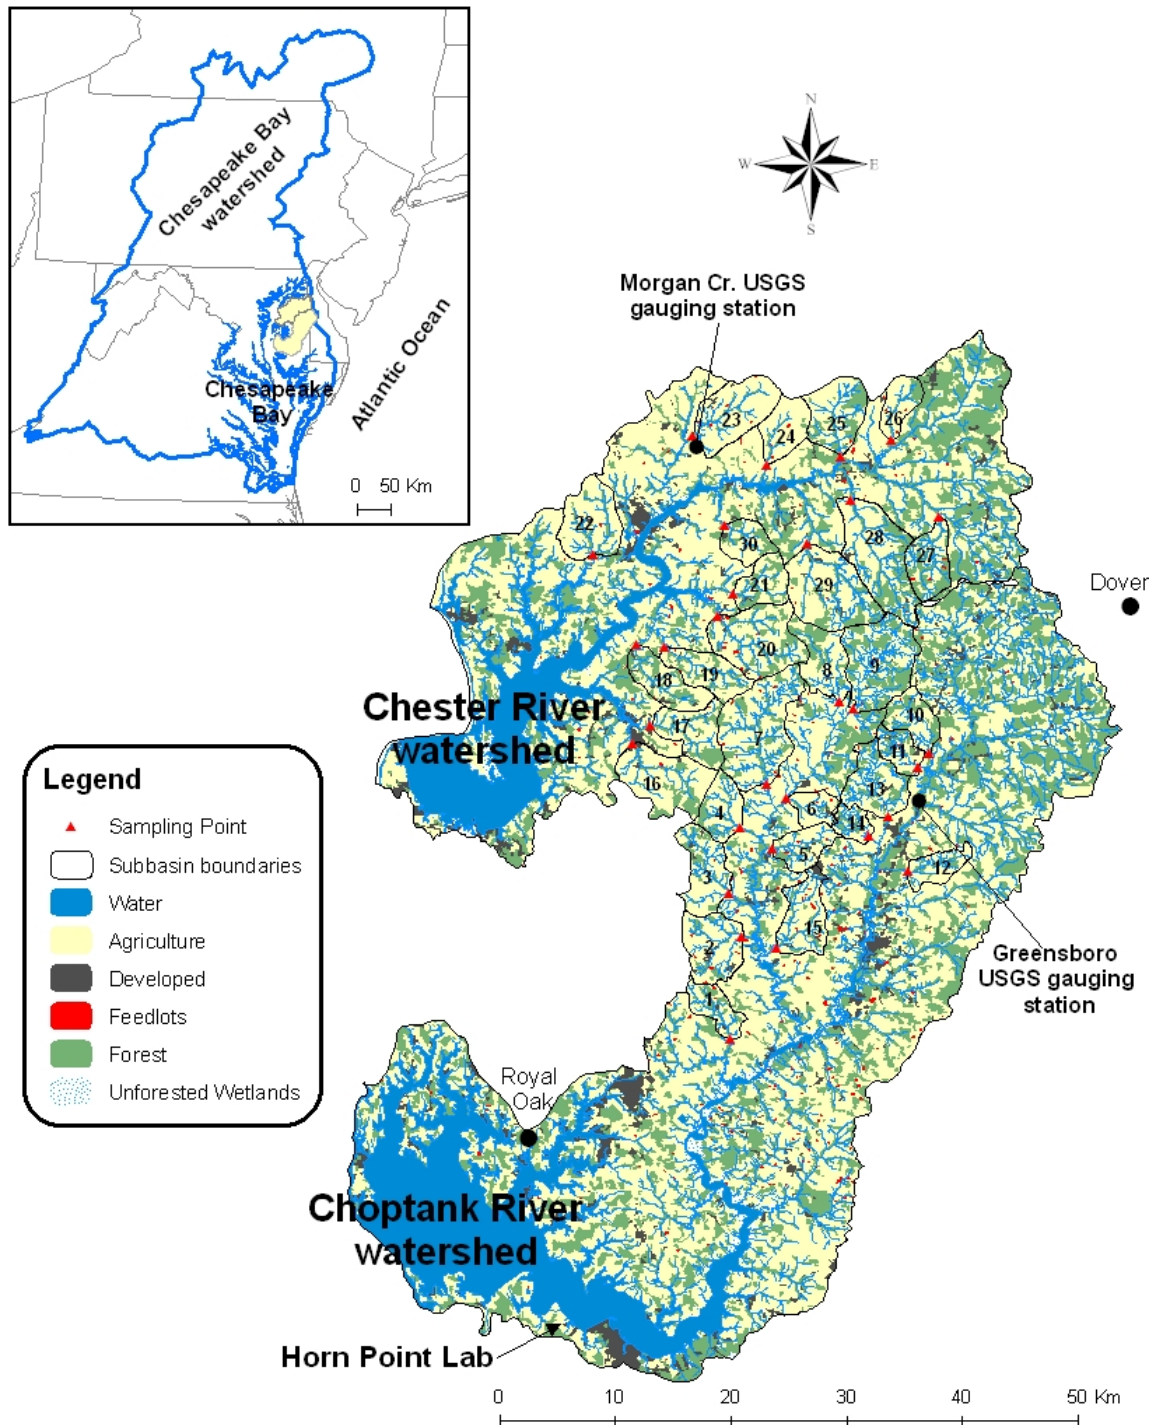 Chesapeake Bay
watershed
Chesapeake
Bay
Atlantic Ocean
0 50 Km
N
W E
S
Morgan Cr. USGS
gauging station
23
24
25
26
22
30
28
27
21
29
Dover
20
8
9
18
19
10
17
7
11
Chester River
watershed
16
13
4
6
14
5
12
3
15
2
1
Greensboro
USGS gauging
station
Legend
Sampling Point
Subbasin boundaries
Water
Agriculture
Developed
Feedlots
Forest
Unforested Wetlands
Royal
Oak
Choptank River
watershed
Horn Point Lab
0 10 20 30 40 50 Km